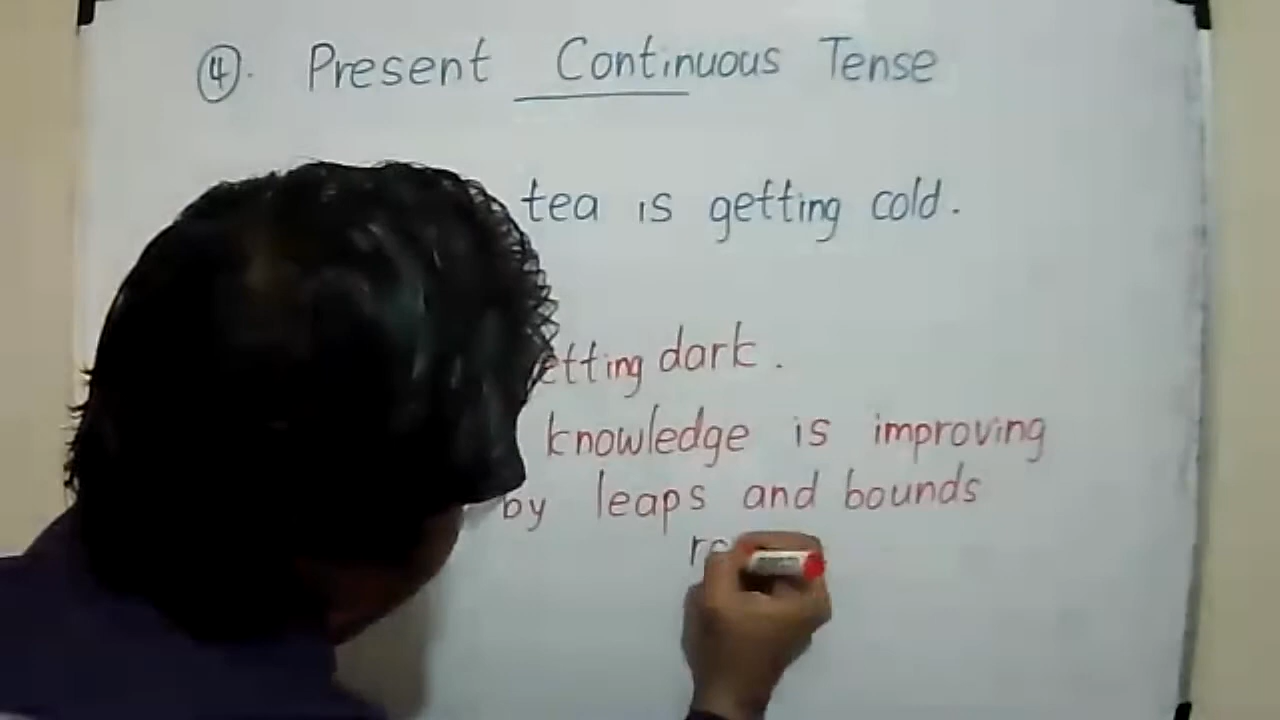 ④. Present Continuous Tense
tea is getting cold.
etting dark.
knowledge is improving
by leaps and bounds